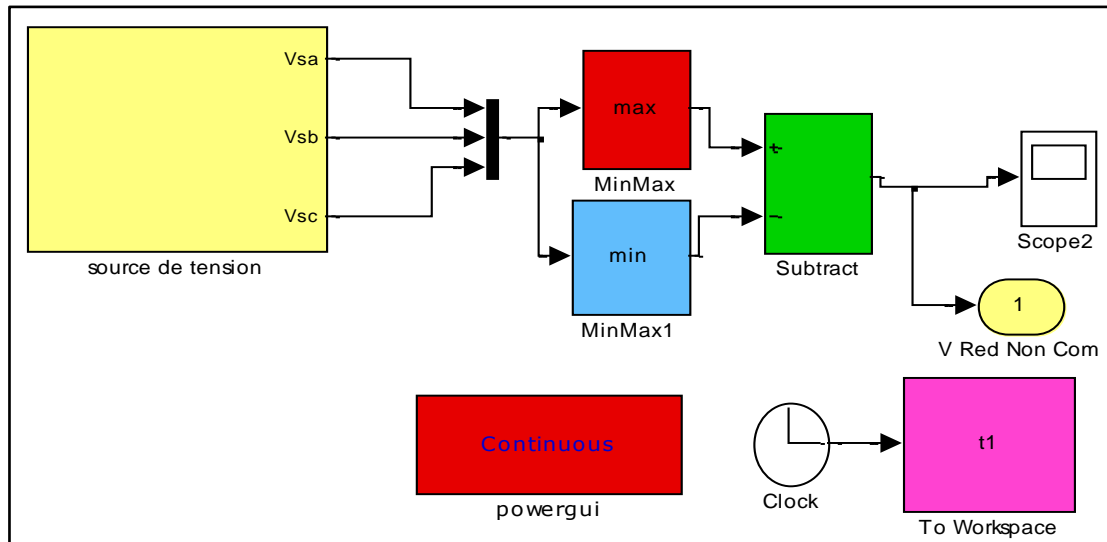 Vsa
Vsb
Vsc
source de tension
max
MinMax
min
MinMax1
+
−
Subtract
Scope2
1
V Red Non Com
Continuous
powergui
Clock
t1
To Workspace